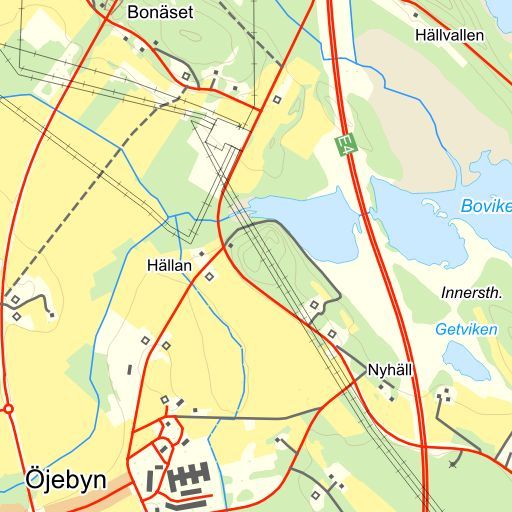 Bonäset
Hällvallen
E4
Bovike
Hällan
Innersth.
Getviken
Nyhäll
Öjebyn